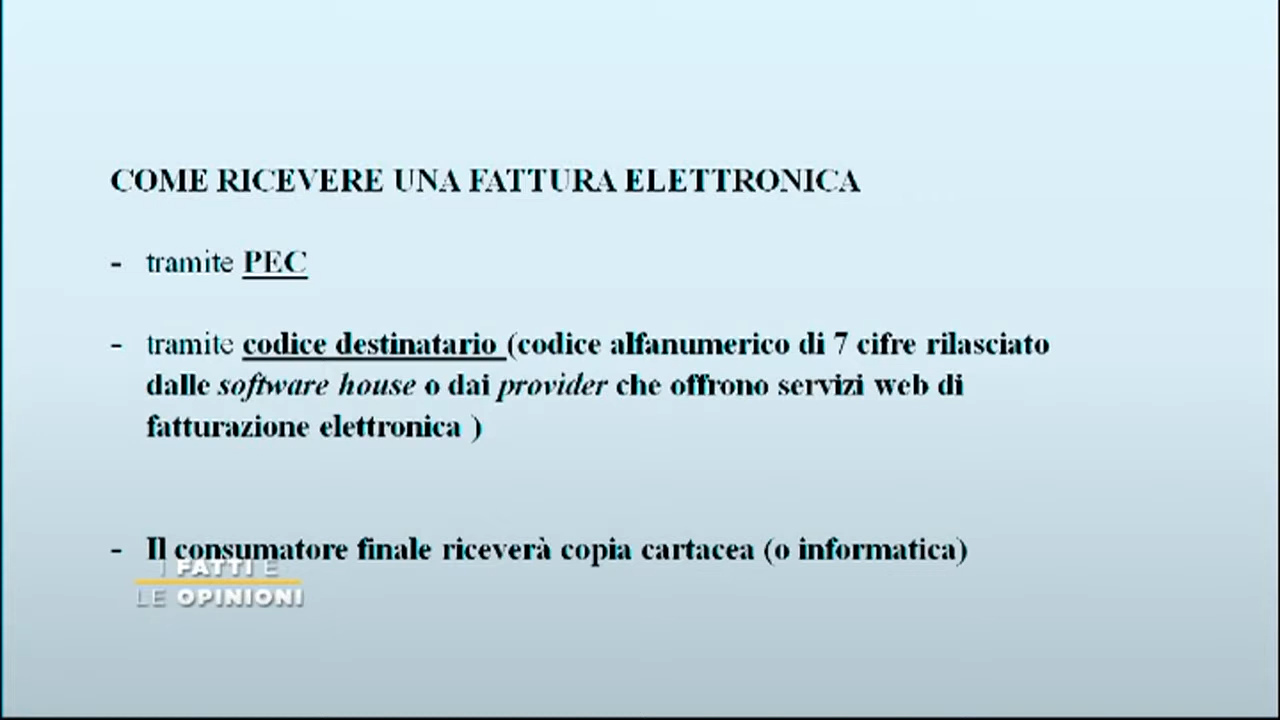 COME RICEVERE UNA FATTURA ELETTRONICA
- tramite PEC
- tramite codice destinatario (codice alfanumerico di 7 cifre rilasciato
dalle software house o dai provider che offrono servizi web di
fatturazione elettronica )
- Il consumatore finale riceverà copia cartacea (o informatica)
I FATTI E
LE OPINIONI